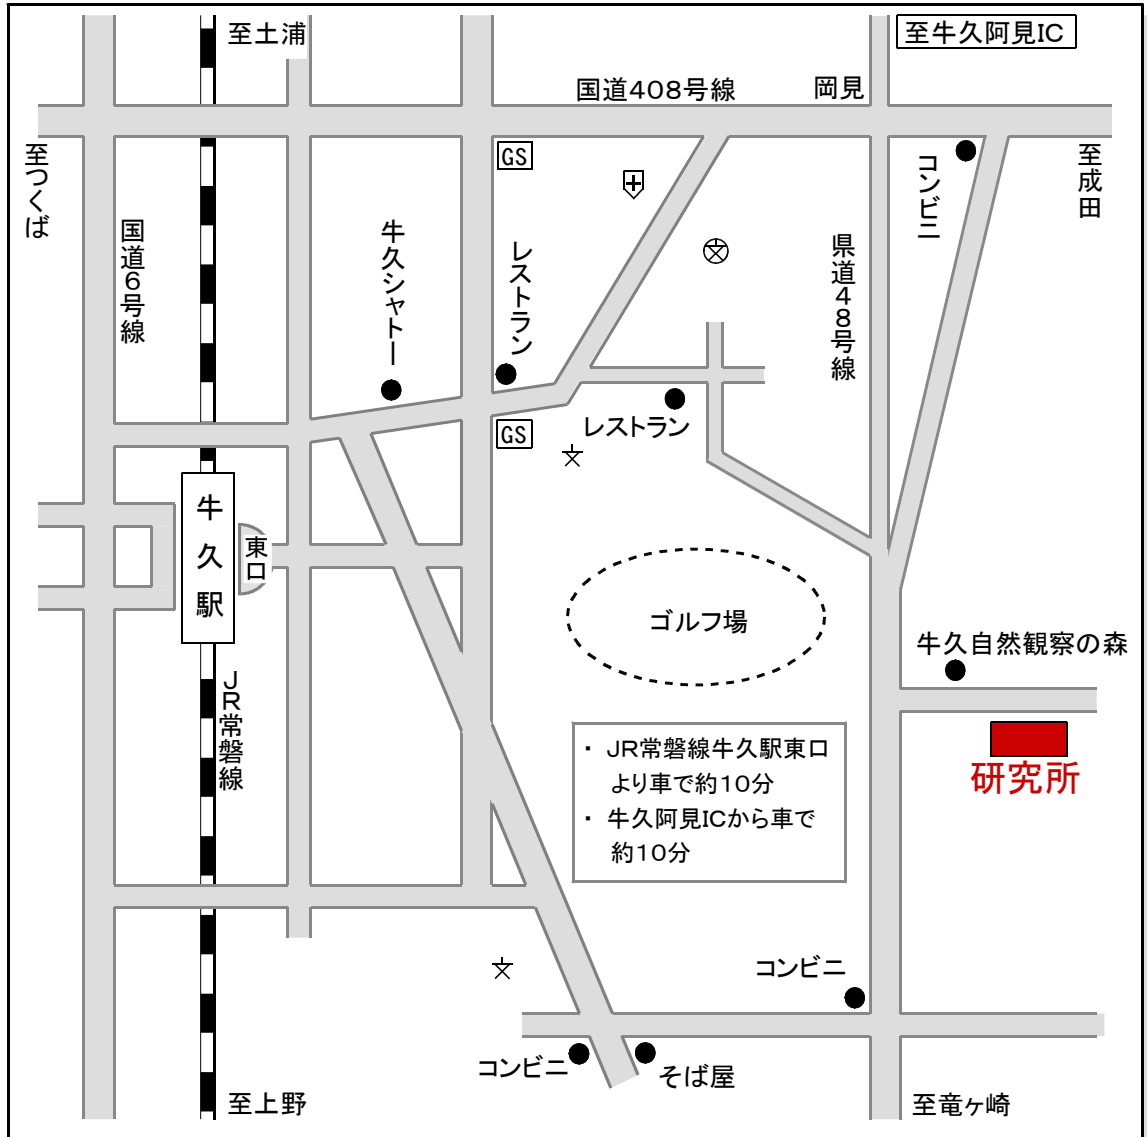 至土浦
至牛久阿見IC
国道408号線
岡見
至つくば
GS
コンビニ
至成田
国道6号線
牛久シャトー
レストラン
県道48号線
レストラン
GS
牛久駅
東口
ゴルフ場
牛久自然観察の森
JR常磐線
・ JR常磐線牛久駅東口
より車で約10分
・ 牛久阿見ICから車で
約10分
研究所
コンビニ
コンビニ
そば屋
至上野
至竜ヶ崎